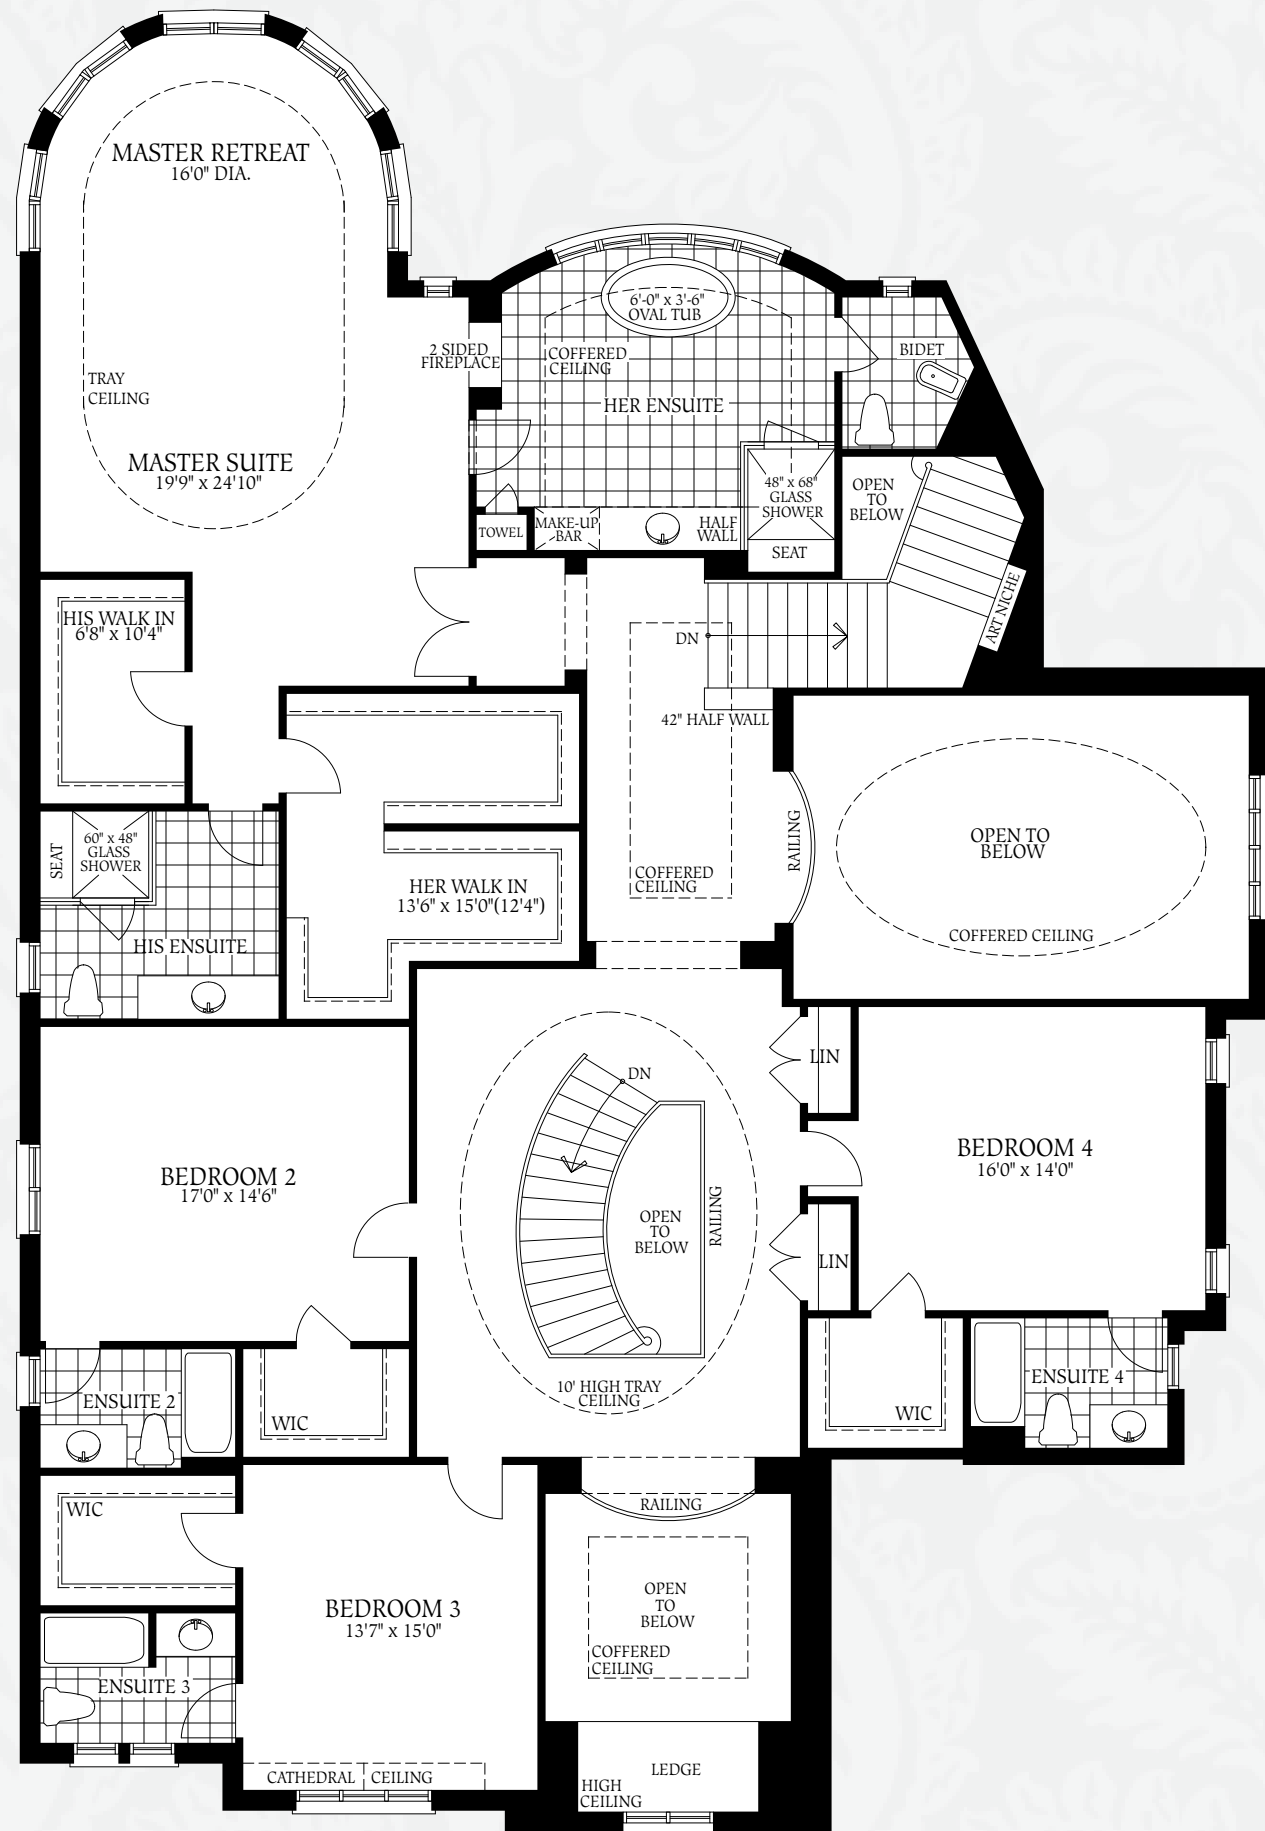 MASTER RETREAT
16'0" DIA.
6'-0" x 3'-6"
OVAL TUB
2 SIDED
FIREPLACE
COFFERED
CEILING
BIDET
TRAY
CEILING
HER ENSUITE
MASTER SUITE
19'9" x 24'10"
48" x 68"
GLASS
SHOWER
OPEN
TO
BELOW
TOWEL
MAKE-UP
BAR
HALF
WALL
SEAT
ART NICHE
HIS WALK IN
6'8" x 10'4"
DN
42" HALF WALL
SEAT
60" x 48"
GLASS
SHOWER
RAILING
OPEN TO
BELOW
COFFERED
CEILING
HER WALK IN
13'6" x 15'0"(12'4")
COFFERED CEILING
HIS ENSUITE
LIN
DN
BEDROOM 2
17'0" x 14'6"
BEDROOM 4
16'0" x 14'0"
OPEN
TO
BELOW
RAILING
LIN
10' HIGH TRAY
CEILING
ENSUITE 2
WIC
WIC
ENSUITE 4
WIC
RAILING
BEDROOM 3
13'7" x 15'0"
OPEN
TO
BELOW
COFFERED
CEILING
ENSUITE 3
CATHEDRAL CEILING
LEDGE
HIGH
CEILING